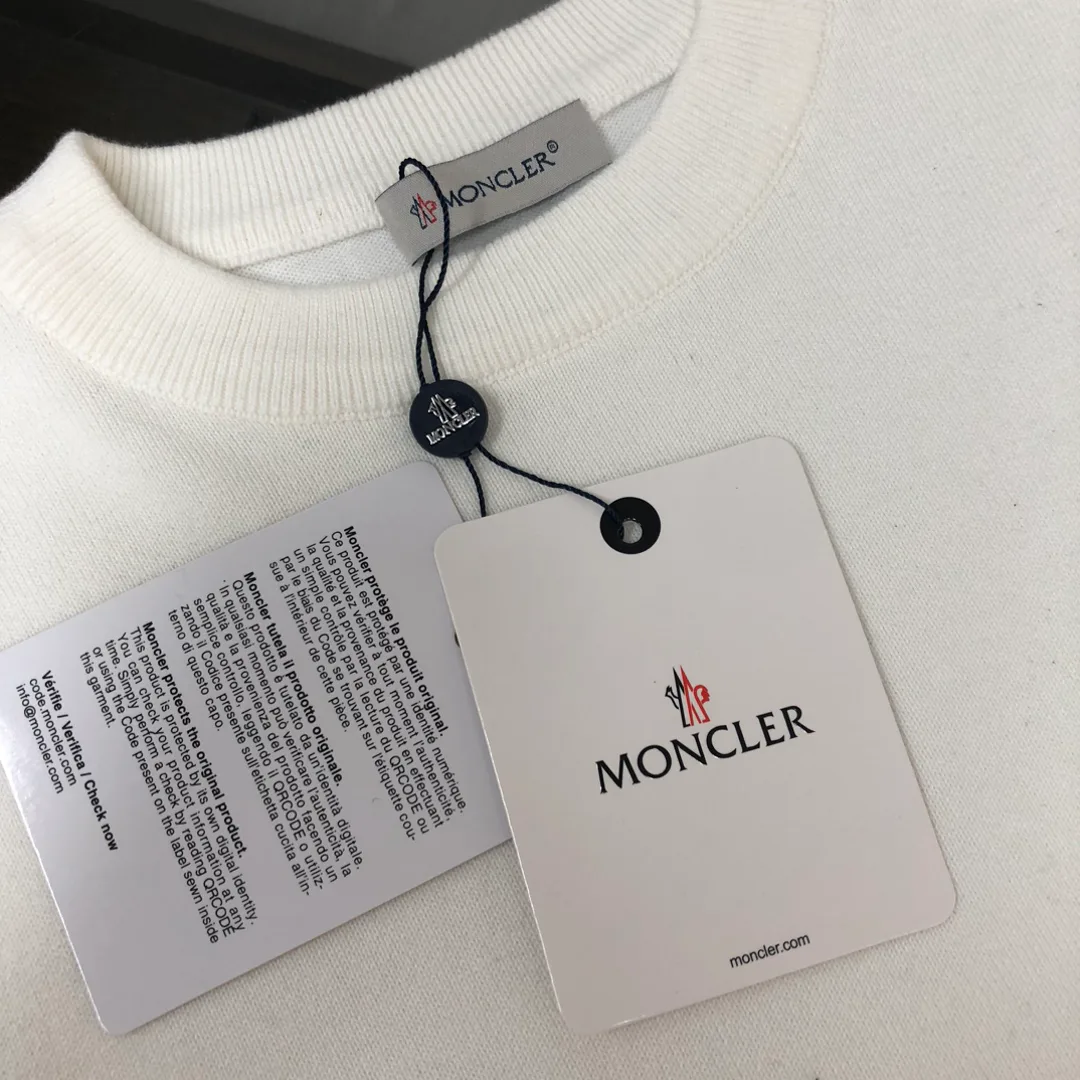 MONCLER®
MONCLER
Moncler protège le produit original.
Ce produit est protégé par une identité numérique.
Vous pouvez vérifier à tout moment l'authenticité,
la qualité et la provenance du produit en effectuant
un simple contrôle par la lecture du QRCODE ou
par le biais du Code se trouvant sur l'étiquette cou-
sue à l'intérieur de cette pièce.
Moncler tutela il prodotto originale.
Questo prodotto è tutelato da un'identità digitale.
In qualsiasi momento può verificare l'autenticità, la
qualità e la provenienza del prodotto facendo un
semplice controllo, leggendo il QRCODE o utiliz-
zando il Codice presente sull'etichetta cucita all'in-
terno di questo capo.
Moncler protects the original product.
This product is protected by its own digital identity.
You can check your product information at any
time. Simply perform a check by reading QRCODE
or using the Code present on the label sewn inside
this garment.
Vérifie / Verifica / Check now
code.moncler.com
info@moncler.com
MONCLER
moncler.com